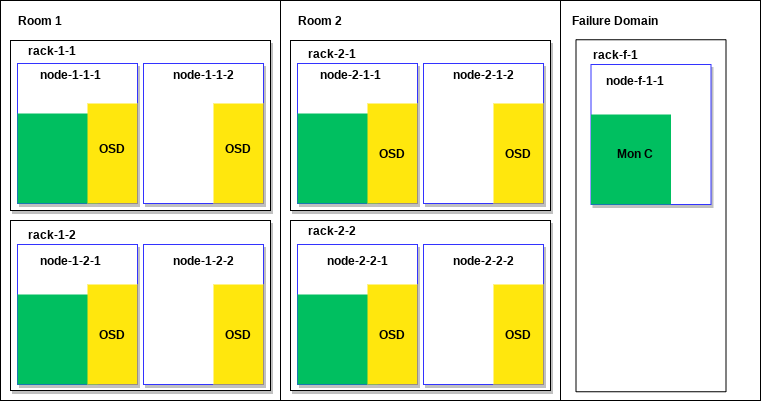 Room 1
rack-1-1
node-1-1-1
node-1-1-2
OSD
OSD
rack-1-2
node-1-2-1
node-1-2-2
OSD
OSD
Room 2
rack-2-1
node-2-1-1
node-2-1-2
OSD
OSD
rack-2-2
node-2-2-1
node-2-2-2
OSD
OSD
Failure Domain
rack-f-1
node-f-1-1
Mon C